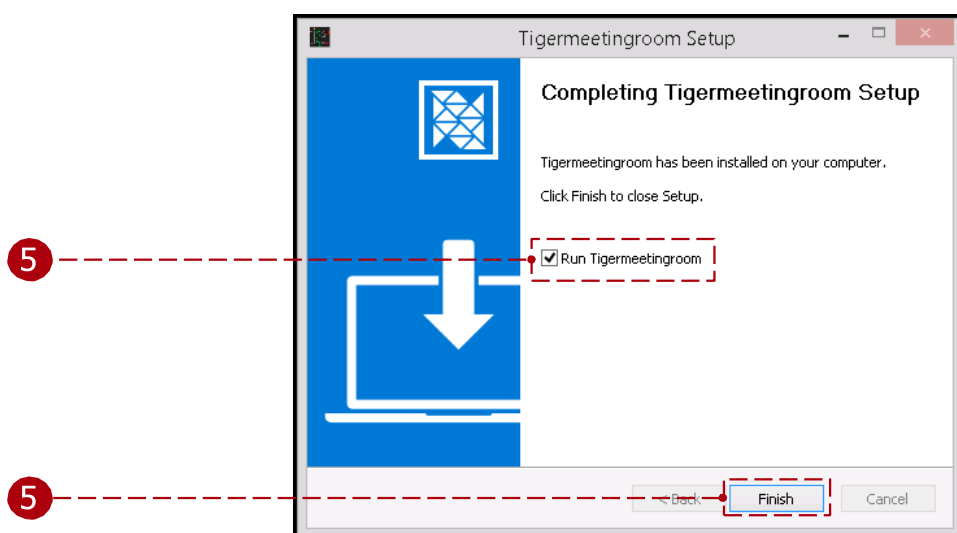 Tigermeetingroom Setup
Completing Tigermeetingroom Setup
Tigermeetingroom has been installed on your computer.
Click Finish to close Setup.
5
Run Tigermeetingroom
5
< Back Finish Cancel